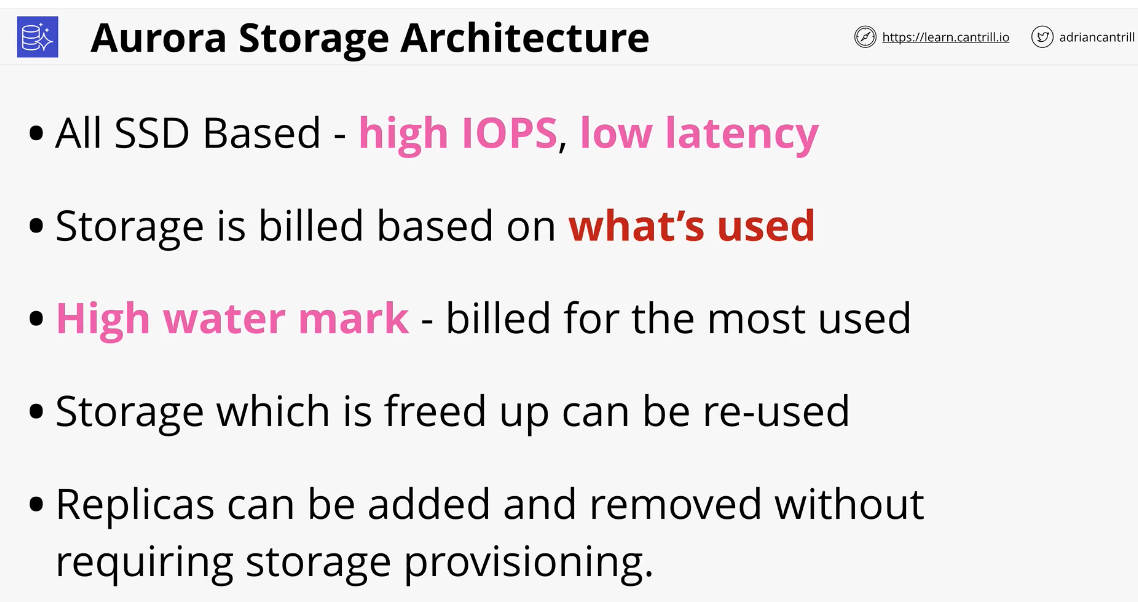 Aurora Storage Architecture
https://learn.cantrill.io
adriancantrill
• All SSD Based - high IOPS, low latency
• Storage is billed based on what’s used
• High water mark - billed for the most used
• Storage which is freed up can be re-used
• Replicas can be added and removed without
requiring storage provisioning.